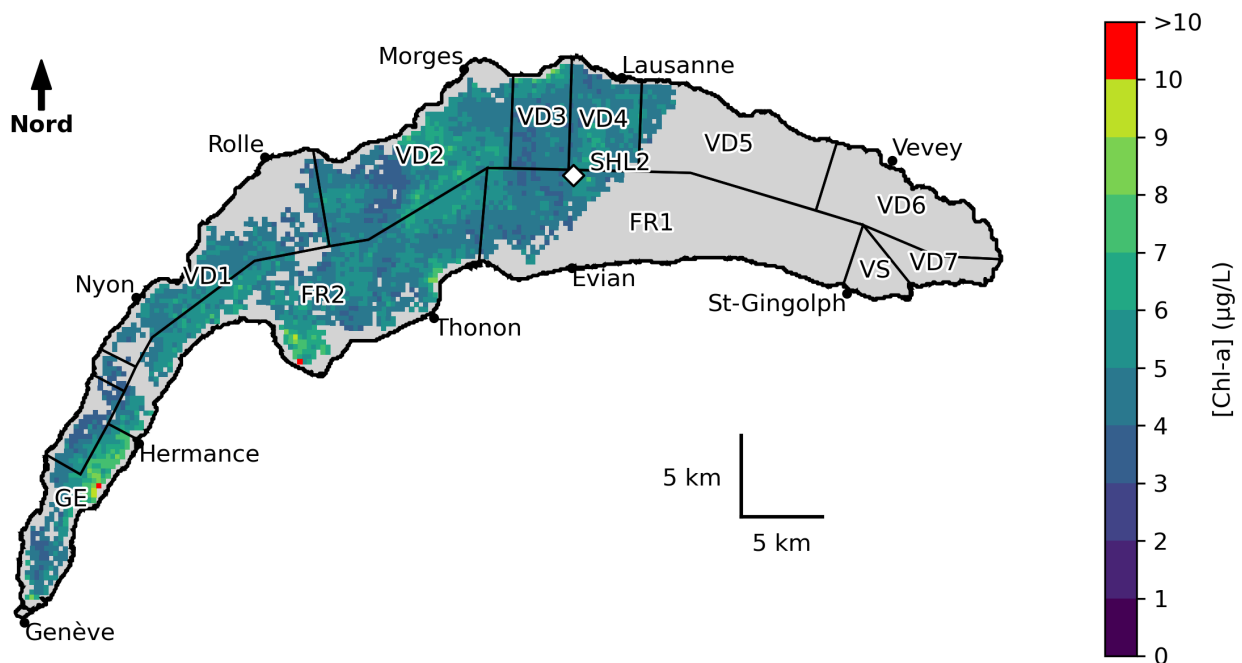 Nord
Morges
Lausanne
Rolle
VD3
VD4
VD2
VD5
Vevey
SHL2
VD6
FR1
Nyon
VD1
FR2
VS
VD7
Evian
St-Gingolph
Thonon
Hermance
GE
Genève
5 km
5 km
>10
10
9
8
7
6
5
4
3
2
1
0
[Chl-a] (µg/L)